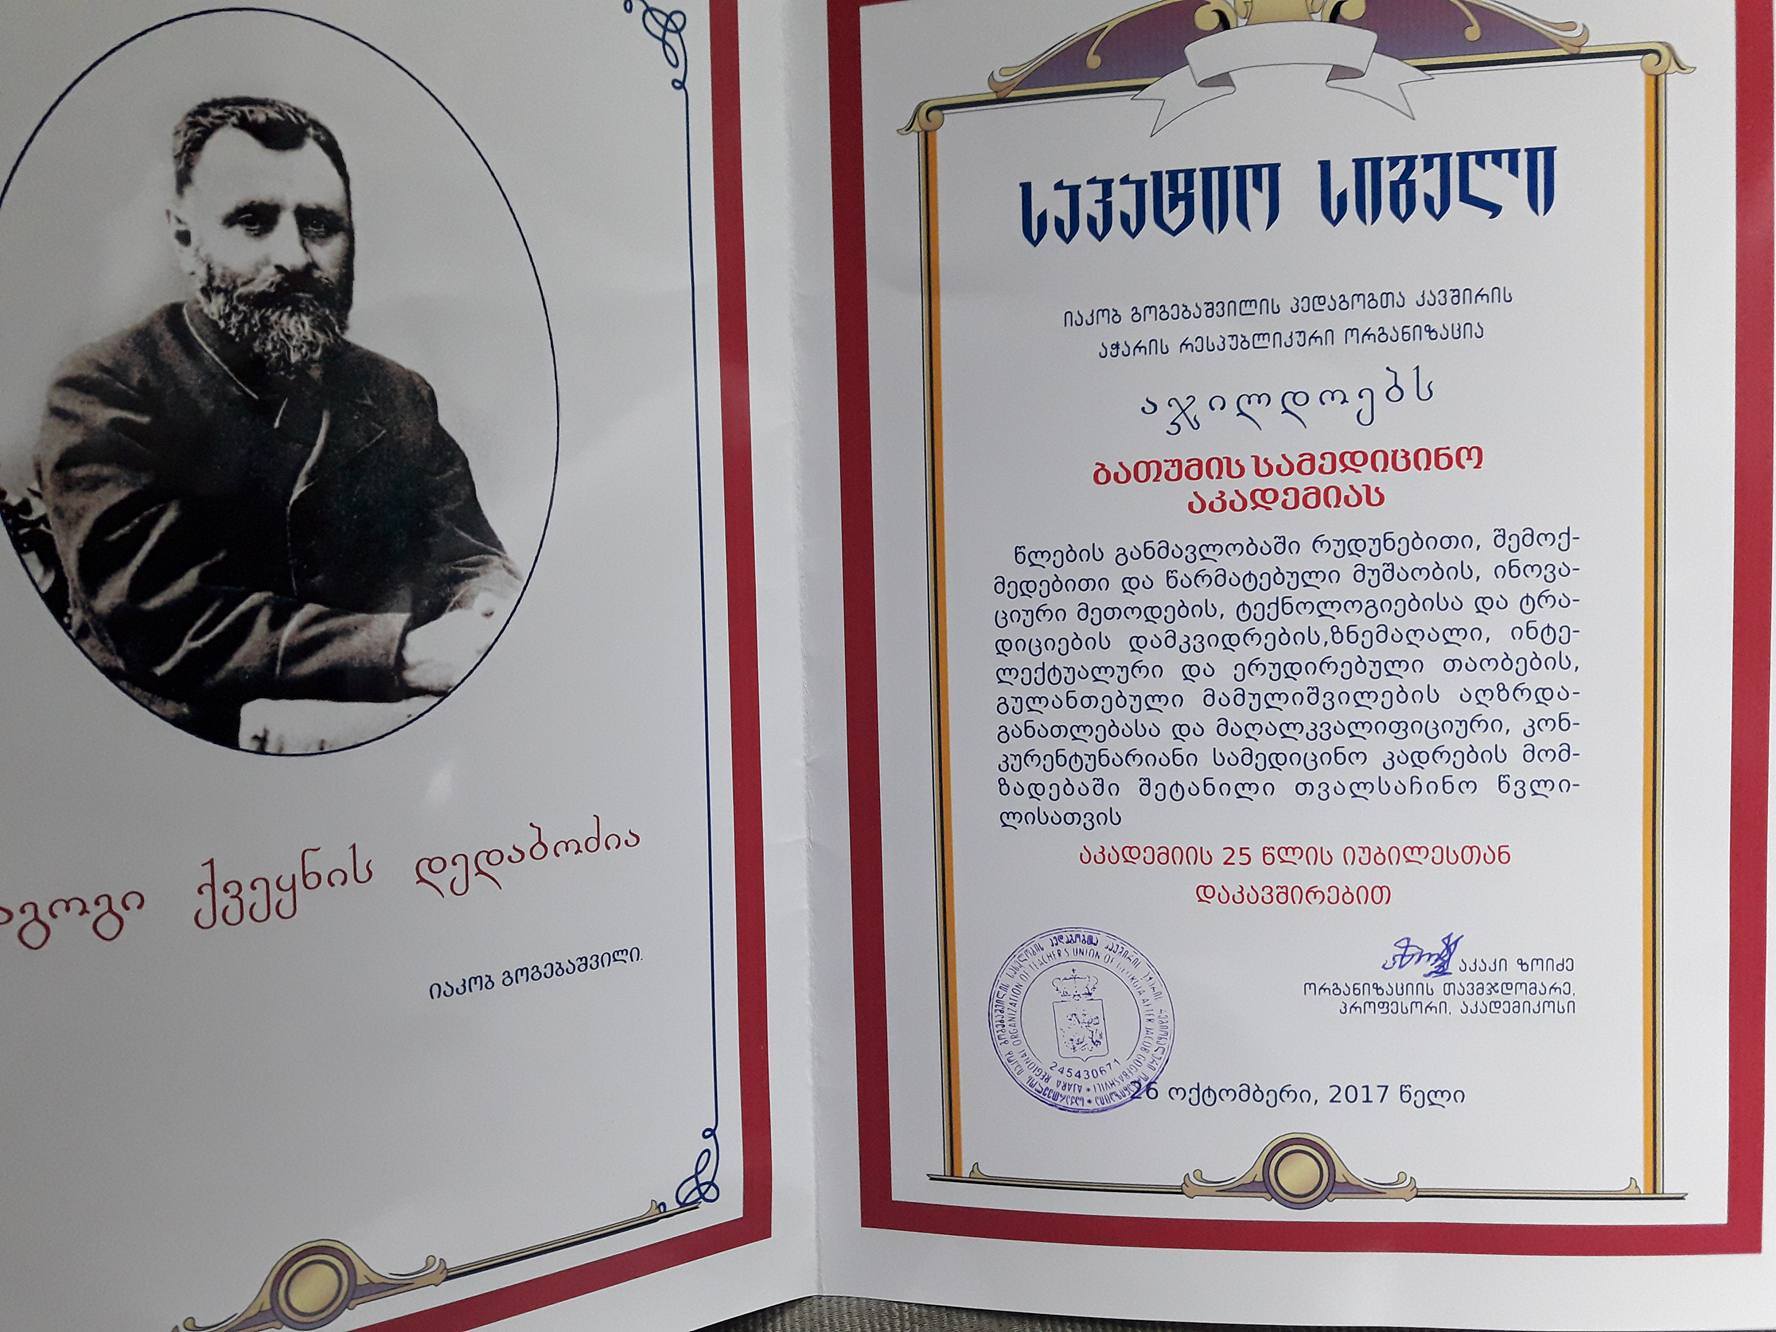 ქვეყნის დედაბოძია
იაკობ გოგებაშვილი.
საპატიო სიგელი
იაკობ გოგებაშვილის პედაგოგთა კავშირის
აჭარის რესპუბლიკური ორგანიზაცია
აჯილდოებს
ბათუმის სამედიცინო
აკადემიას
წლების განმავლობაში რუდუნებითი, შემოქ-
მედებითი და წარმატებული მუშაობის, ინოვა-
ციური მეთოდების, ტექნოლოგიებისა და ტრა-
დიციების დამკვიდრების,ზნემაღალი, ინტე-
ლექტუალური და ერუდირებული თაობების,
გულანთებული მამულიშვილების აღზრდა-
განათლებასა და მაღალკვალიფიციური, კონ-
კურენტუნარიანი სამედიცინო კადრების მომ-
ზადებაში შეტანილი თვალსაჩინო წვლი-
ლისათვის
აკადემიის 25 წლის იუბილესთან
დაკავშირებით
აკაკი ზოიძე
ორგანიზაციის თავმჯდომარე,
პროფესორი, აკადემიკოსი
245430671
26 ოქტომბერი, 2017 წელი